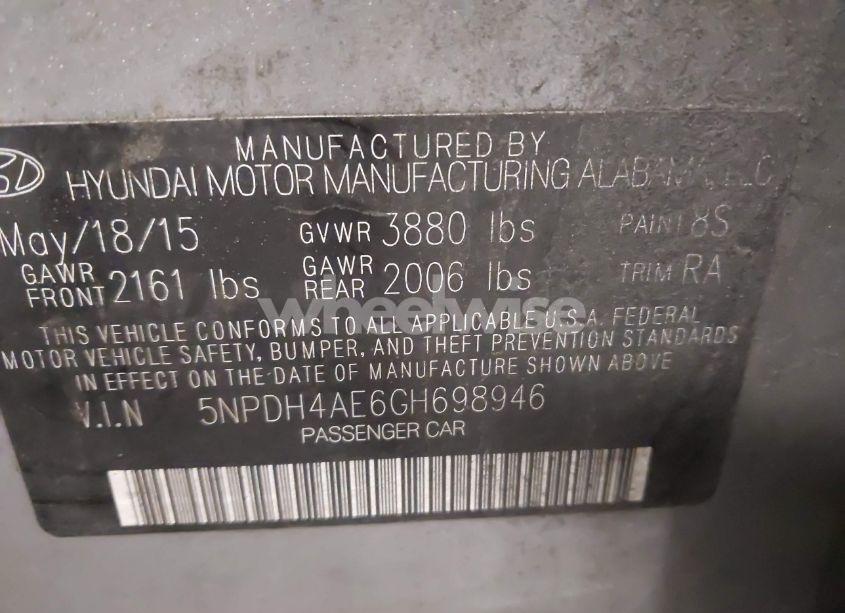 MANUFACTURED BY
HYUNDAI MOTOR MANUFACTURING ALABAMA, LLC
May/18/15 GVWR 3880 lbs PAINT 8S
GAWR FRONT 2161 lbs GAWR REAR 2006 lbs TRIM RA
wheelwise
THIS VEHICLE CONFORMS TO ALL APPLICABLE U.S.A. FEDERAL
MOTOR VEHICLE SAFETY, BUMPER, AND THEFT PREVENTION STANDARDS
IN EFFECT ON THE DATE OF MANUFACTURE SHOWN ABOVE
V.I.N 5NPDH4AE6GH698946
PASSENGER CAR